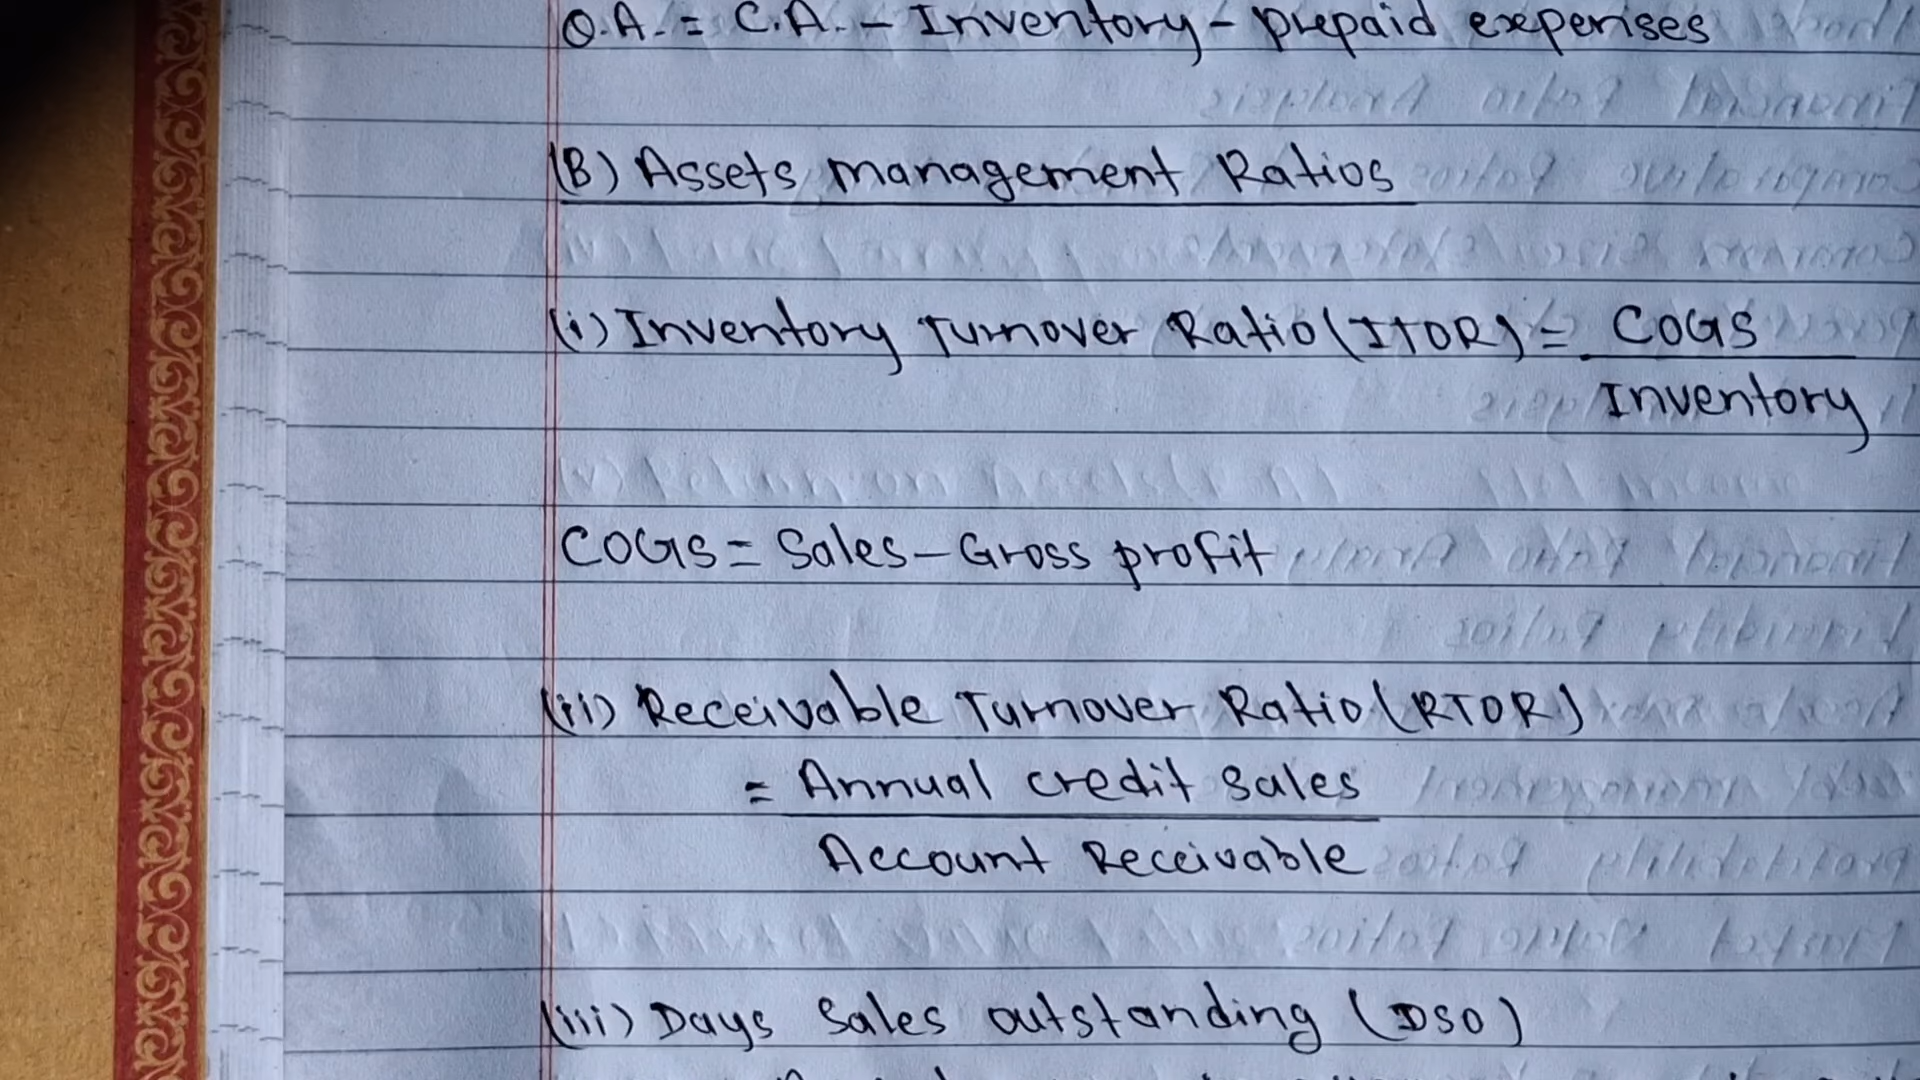 Q.A. = C.A. - Inventory - prepaid expenses
(B) Assets management Ratios
(i) Inventory Turnover Ratio (ITOR) = COGS
Inventory
COGS = Sales - Gross profit
(ii) Receivable Turnover Ratio (RTOR)
= Annual credit sales
Account Receivable
(iii) Days Sales outstanding (DSO)